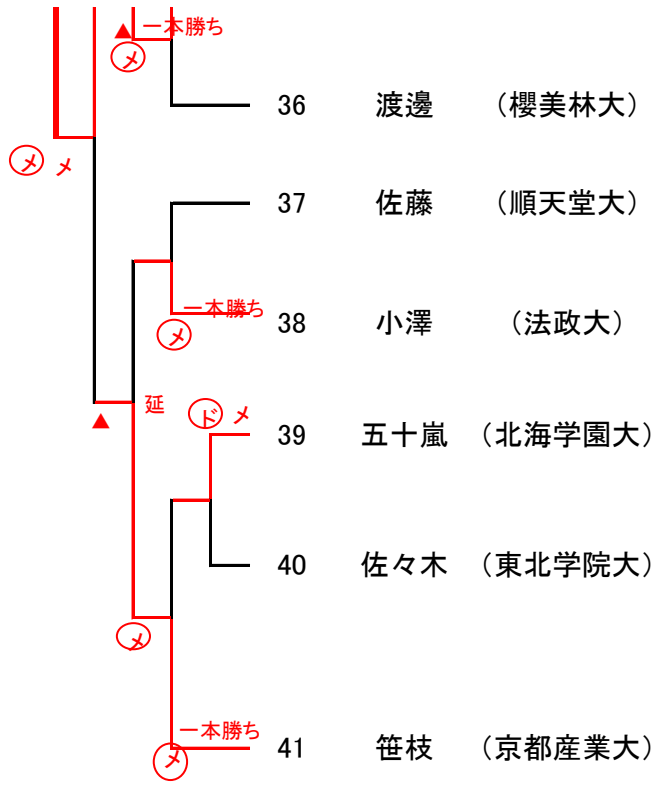 ▲ 一本勝ち
メ
36 渡邊 （櫻美林大）
メ メ
37 佐藤 （順天堂大）
一本勝ち
38 小澤 （法政大）
メ
延
▲
ド メ
39 五十嵐 （北海学園大）
40 佐々木 （東北学院大）
メ
一本勝ち
41 笹枝 （京都産業大）
メ